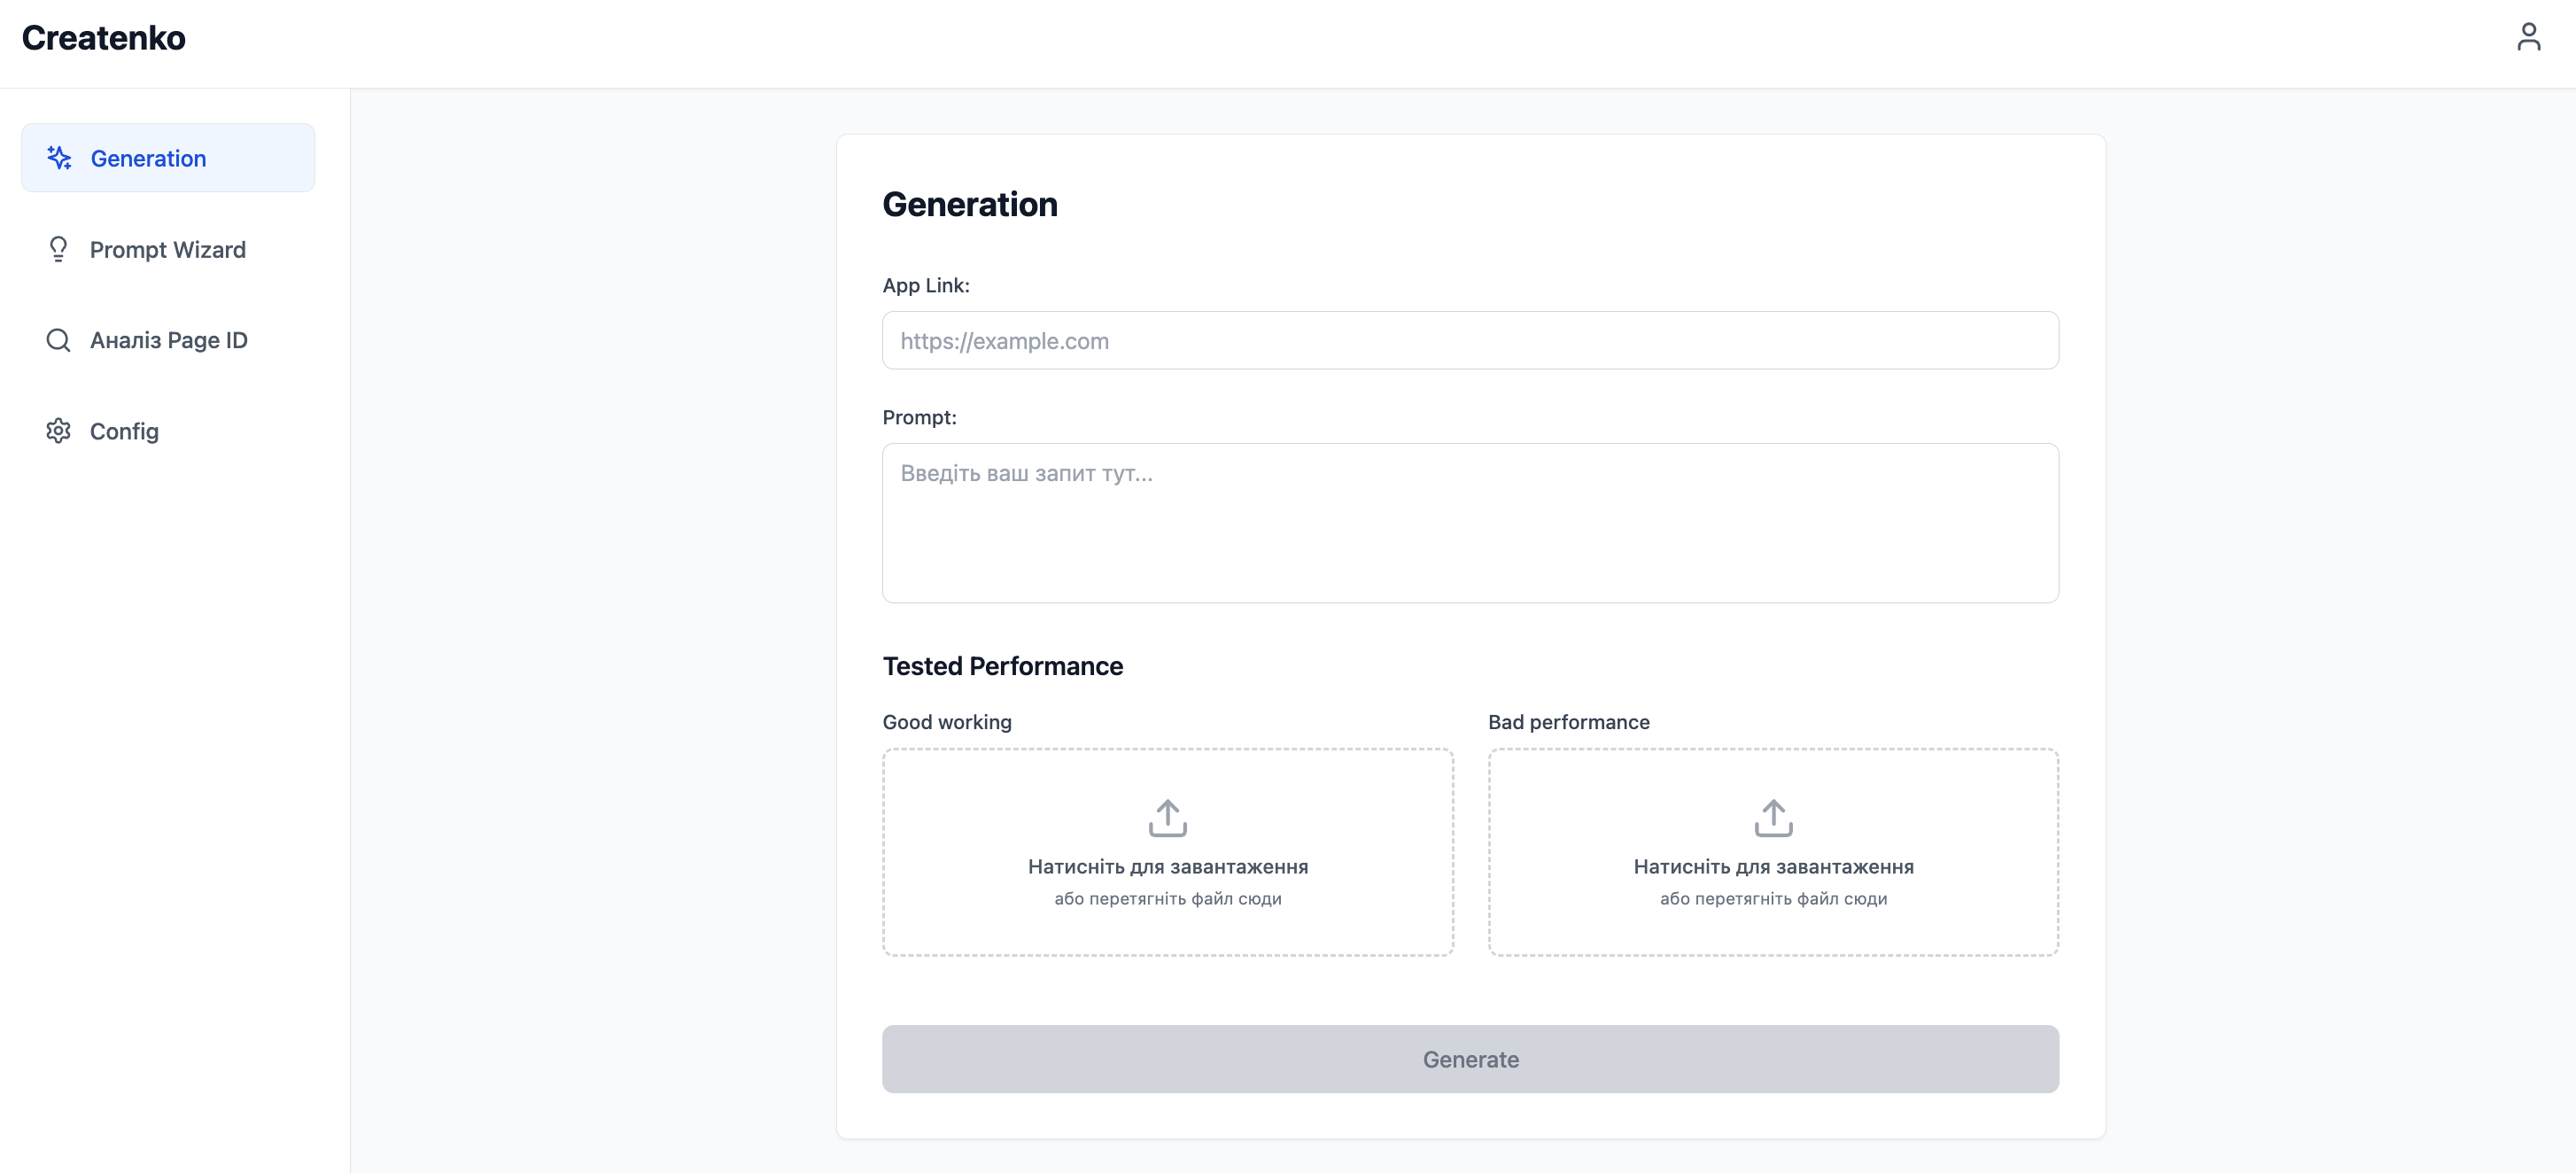 Createnko
Generation
Prompt Wizard
Аналіз Page ID
Config
Generation
App Link:
https://example.com
Prompt:
Введіть ваш запит тут...
Tested Performance
Good working
Bad performance
Натисніть для завантаження
або перетягніть файл сюди
Натисніть для завантаження
або перетягніть файл сюди
Generate